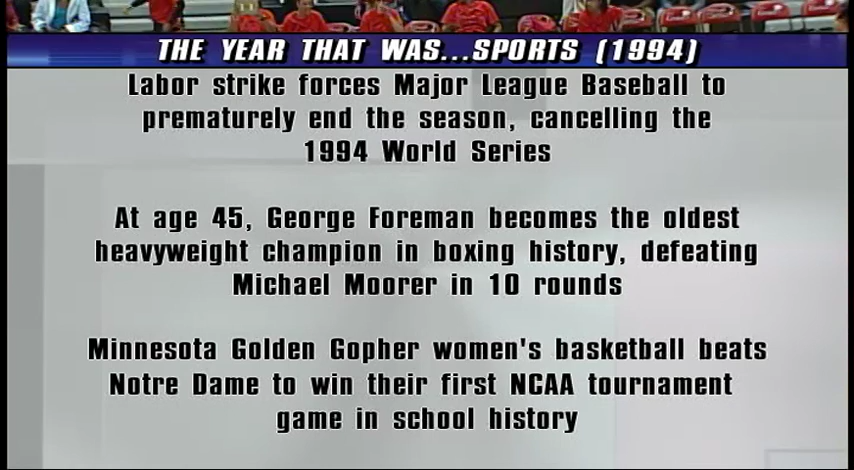 THE YEAR THAT WAS...SPORTS (1994)
Labor strike forces Major League Baseball to
prematurely end the season, cancelling the
1994 World Series
At age 45, George Foreman becomes the oldest
heavyweight champion in boxing history, defeating
Michael Moorer in 10 rounds
Minnesota Golden Gopher women's basketball beats
Notre Dame to win their first NCAA tournament
game in school history